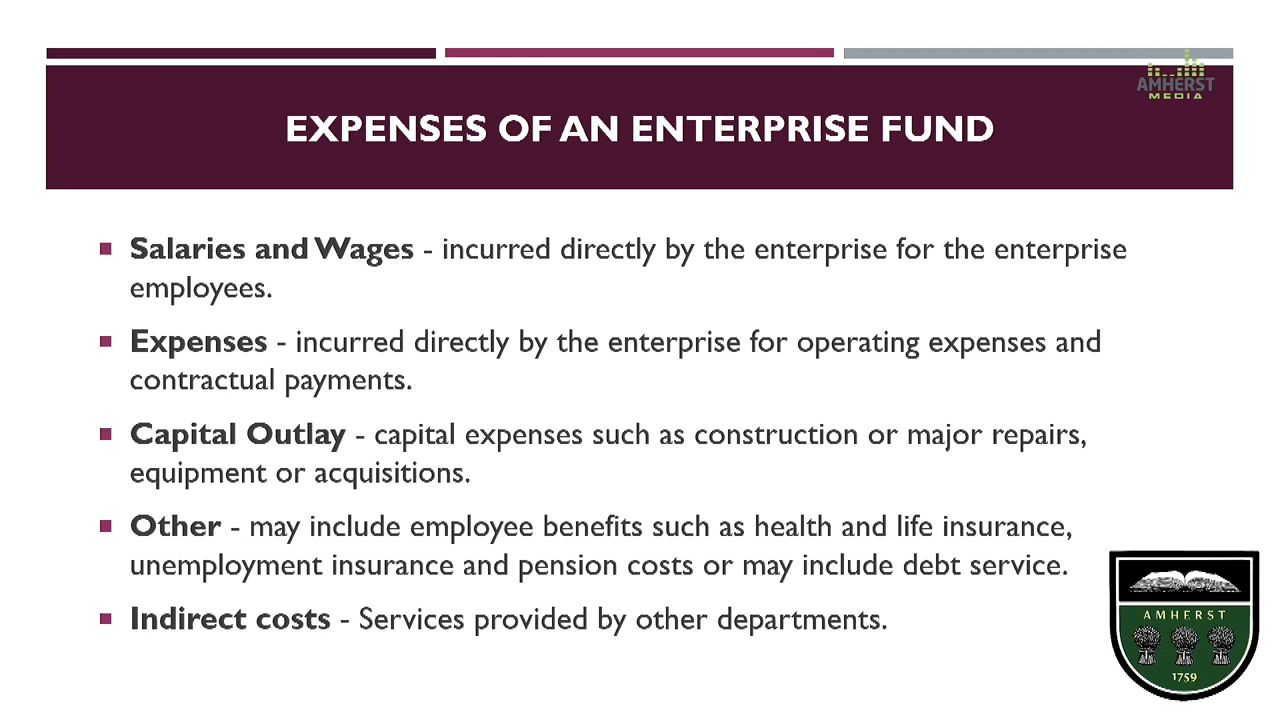 AMHERST
MEDIA
EXPENSES OF AN ENTERPRISE FUND
Salaries and Wages - incurred directly by the enterprise for the enterprise
employees.
Expenses - incurred directly by the enterprise for operating expenses and
contractual payments.
Capital Outlay - capital expenses such as construction or major repairs,
equipment or acquisitions.
Other - may include employee benefits such as health and life insurance,
unemployment insurance and pension costs or may include debt service.
Indirect costs - Services provided by other departments.
AMHERST
1759